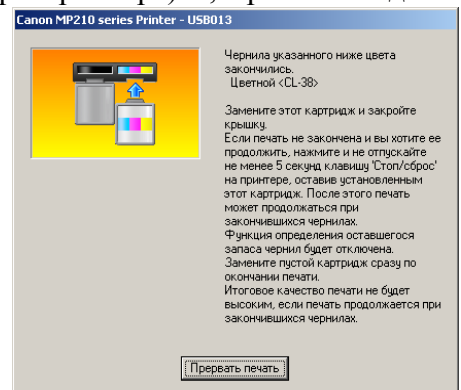 Canon MP210 series Printer - USB013
Чернила указанного ниже цвета
закончились.
Цветной <CL-38>
Замените этот картридж и закройте
крышку.
Если печать не закончена и вы хотите ее
продолжить, нажмите и не отпускайте
не менее 5 секунд клавишу 'Стоп/сброс'
на принтере, оставив установленным
этот картридж. После этого печать
может продолжаться при
закончившихся чернилах.
Функция определения оставшегося
запаса чернил будет отключена.
Замените пустой картридж сразу по
окончании печати.
Итоговое качество печати не будет
высоким, если печать продолжается при
закончившихся чернилах.
Прервать печать